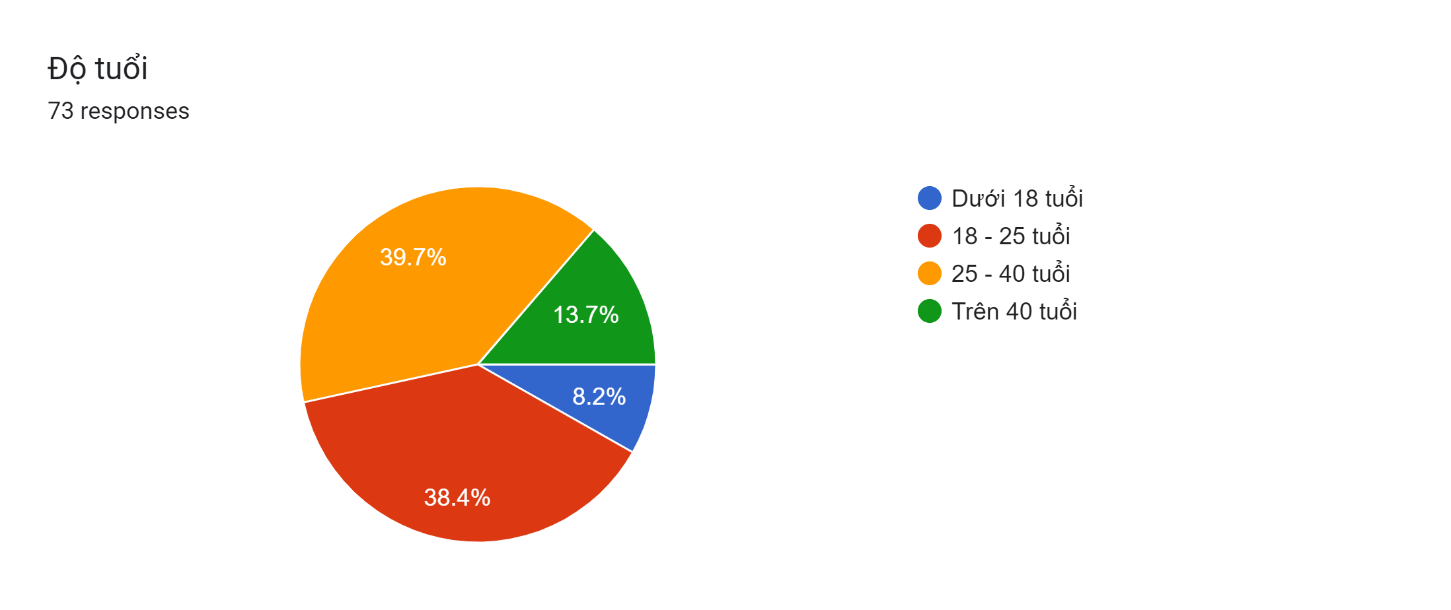 Độ tuổi
73 responses
39.7%
13.7%
8.2%
38.4%
Dưới 18 tuổi
18 - 25 tuổi
25 - 40 tuổi
Trên 40 tuổi